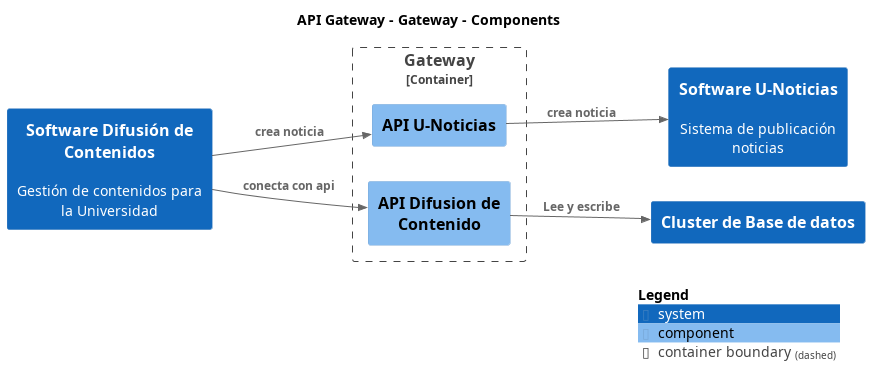 API Gateway - Gateway - Components
Gateway
[Container]
Software Difusión de
Contenidos
Gestión de contenidos para
la Universidad
crea noticia
conecta con api
API U-Noticias
API Difusion de
Contenido
crea noticia
Lee y escribe
Software U-Noticias
Sistema de publicación
noticias
Cluster de Base de datos
Legend
system
component
container boundary (dashed)